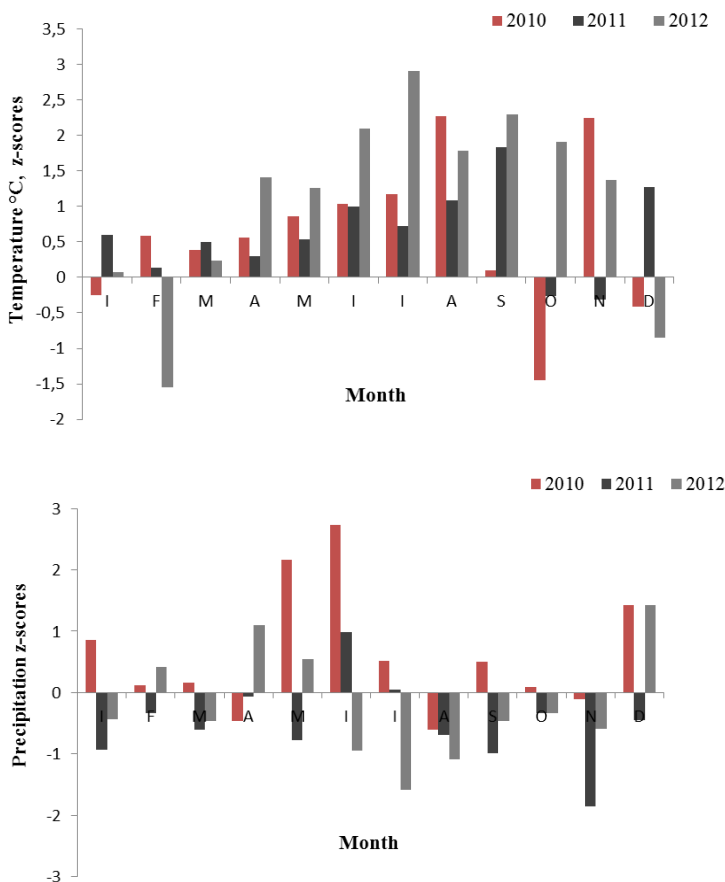 2010 2011 2012
3,5
3
2,5
2
1,5
1
0,5
0
-0,5
-1
-1,5
-2
Temperature °C, z-scores
I F M A M I I A S O N D
Month
2010 2011 2012
3
2
1
0
-1
-2
-3
Precipitation z-scores
I F M A M I I A S O N D
Month